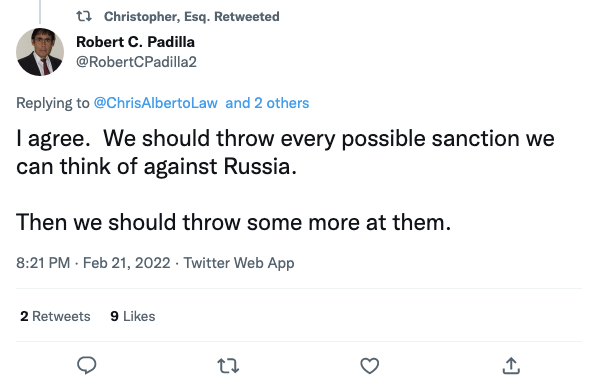 Christopher, Esq. Retweeted
Robert C. Padilla
@RobertCPadilla2
Replying to @ChrisAlbertoLaw and 2 others
I agree.  We should throw every possible sanction we
can think of against Russia.
Then we should throw some more at them.
8:21 PM · Feb 21, 2022 · Twitter Web App
2 Retweets 9 Likes